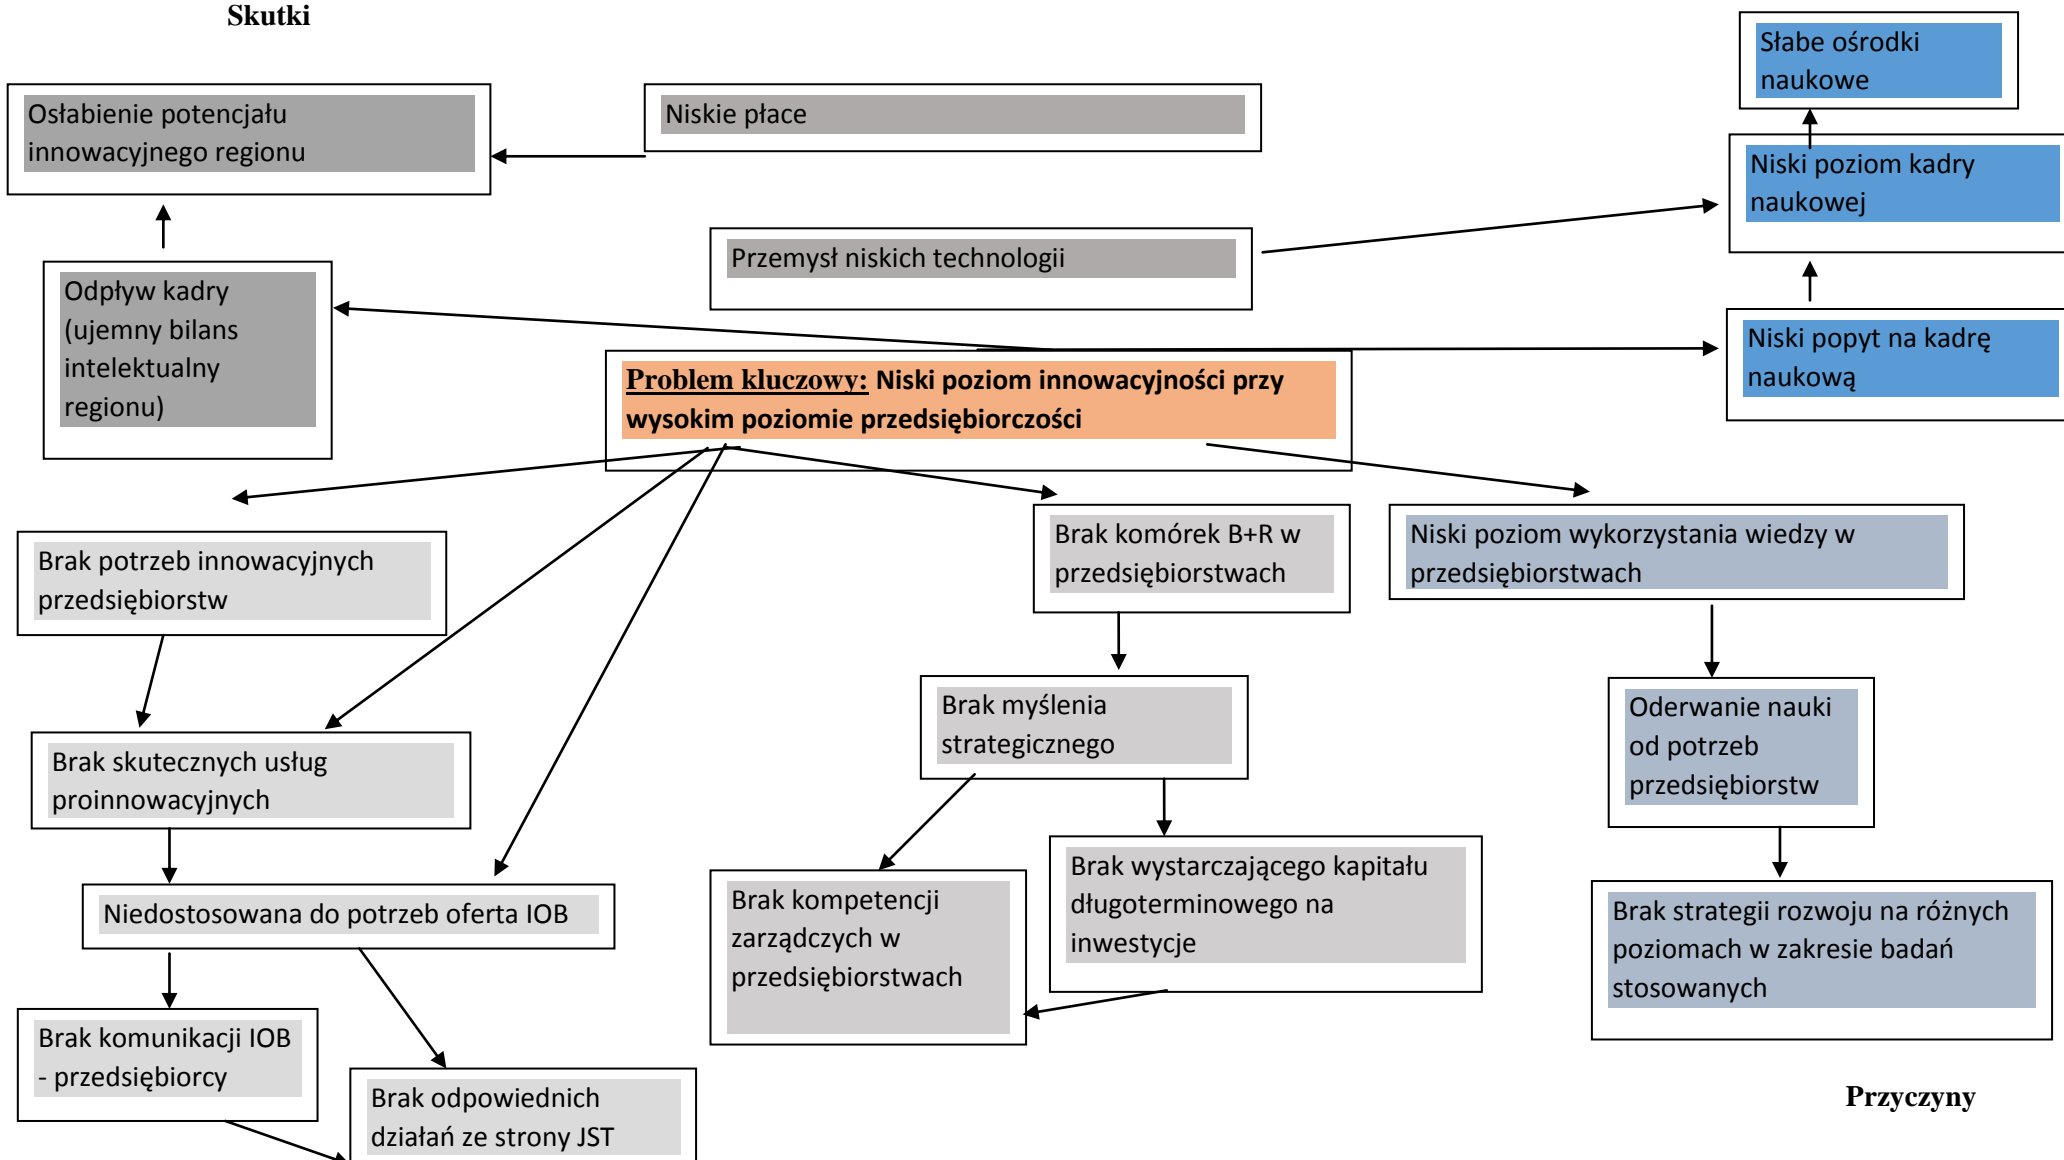 Skutki
Słabe ośrodki
naukowe
Osłabienie potencjału
innowacyjnego regionu
Niskie płace
Niski poziom kadry
naukowej
Przemysł niskich technologii
Odpływ kadry
(ujemny bilans
intelektualny
regionu)
Niski popyt na kadrę
naukową
Problem kluczowy: Niski poziom innowacyjności przy
wysokim poziomie przedsiębiorczości
Brak potrzeb innowacyjnych
przedsiębiorstw
Brak komórek B+R w
przedsiębiorstwach
Niski poziom wykorzystania wiedzy w
przedsiębiorstwach
Brak skutecznych usług
proinnowacyjnych
Brak myślenia
strategicznego
Oderwanie nauki
od potrzeb
przedsiębiorstw
Niedostosowana do potrzeb oferta IOB
Brak kompetencji
zarządczych w
przedsiębiorstwach
Brak wystarczającego kapitału
długoterminowego na
inwestycje
Brak strategii rozwoju na różnych
poziomach w zakresie badań
stosowanych
Brak komunikacji IOB
- przedsiębiorcy
Brak odpowiednich
działań ze strony JST
Przyczyny